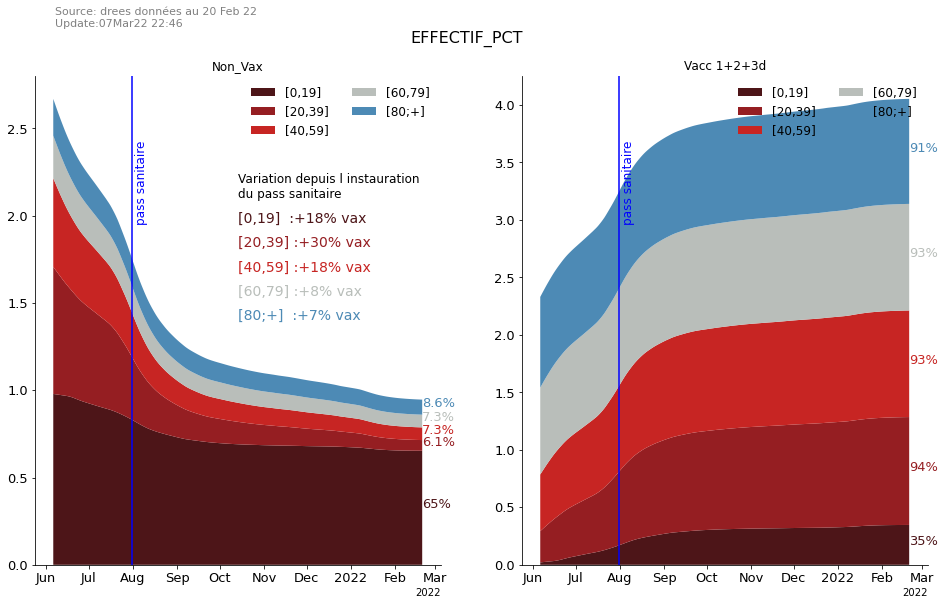 Source: drees données au 20 Feb 22
Update:07Mar22 22:46
EFFECTIF_PCT
Non_Vax
[0,19] [60,79]
[20,39] [80;+]
[40,59]
Variation depuis l instauration
du pass sanitaire
[0,19] :+18% vax
[20,39] :+30% vax
[40,59] :+18% vax
[60,79] :+8% vax
[80;+] :+7% vax
pass sanitaire
2.5
2.0
1.5
1.0
0.5
0.0
8.6%
7.3%
7.3%
6.1%
65%
Jun Jul Aug Sep Oct Nov Dec 2022 Feb Mar
2022
Vacc 1+2+3d
[0,19] [60,79]
[20,39] [80;+]
[40,59]
pass sanitaire
4.0
3.5
3.0
2.5
2.0
1.5
1.0
0.5
0.0
91%
93%
93%
94%
35%
Jun Jul Aug Sep Oct Nov Dec 2022 Feb Mar
2022